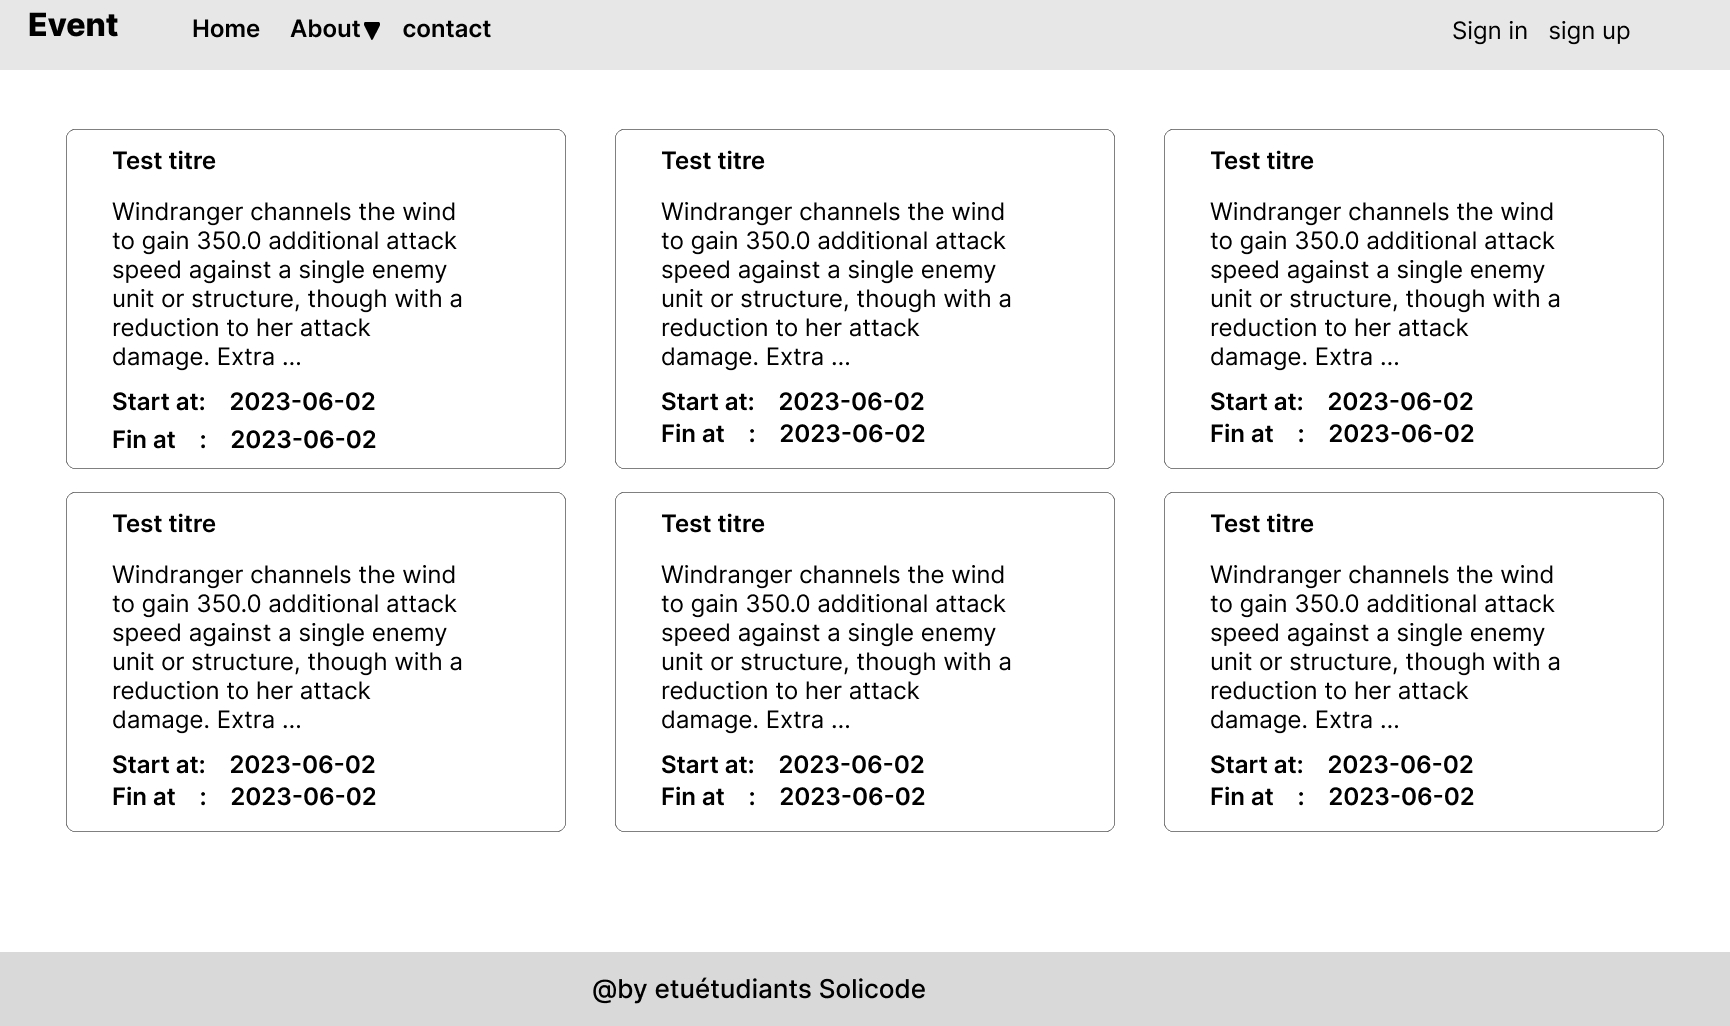 Event
Home About▼ contact
Sign in sign up
Test titre
Windranger channels the wind
to gain 350.0 additional attack
speed against a single enemy
unit or structure, though with a
reduction to her attack
damage. Extra ...
Start at: 2023-06-02
Fin at : 2023-06-02
Test titre
Windranger channels the wind
to gain 350.0 additional attack
speed against a single enemy
unit or structure, though with a
reduction to her attack
damage. Extra ...
Start at: 2023-06-02
Fin at : 2023-06-02
Test titre
Windranger channels the wind
to gain 350.0 additional attack
speed against a single enemy
unit or structure, though with a
reduction to her attack
damage. Extra ...
Start at: 2023-06-02
Fin at : 2023-06-02
Test titre
Windranger channels the wind
to gain 350.0 additional attack
speed against a single enemy
unit or structure, though with a
reduction to her attack
damage. Extra ...
Start at: 2023-06-02
Fin at : 2023-06-02
Test titre
Windranger channels the wind
to gain 350.0 additional attack
speed against a single enemy
unit or structure, though with a
reduction to her attack
damage. Extra ...
Start at: 2023-06-02
Fin at : 2023-06-02
Test titre
Windranger channels the wind
to gain 350.0 additional attack
speed against a single enemy
unit or structure, though with a
reduction to her attack
damage. Extra ...
Start at: 2023-06-02
Fin at : 2023-06-02
@by etuétudiants Solicode